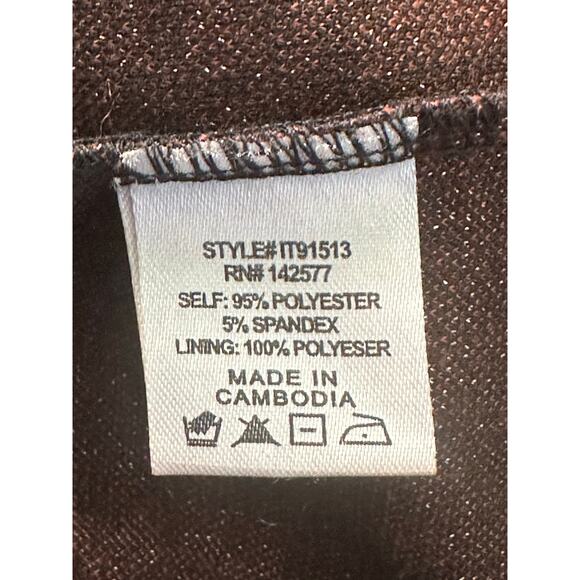 STYLE# IT91513
RN# 142577
SELF: 95% POLYESTER
5% SPANDEX
LINING: 100% POLYESER
MADE IN
CAMBODIA